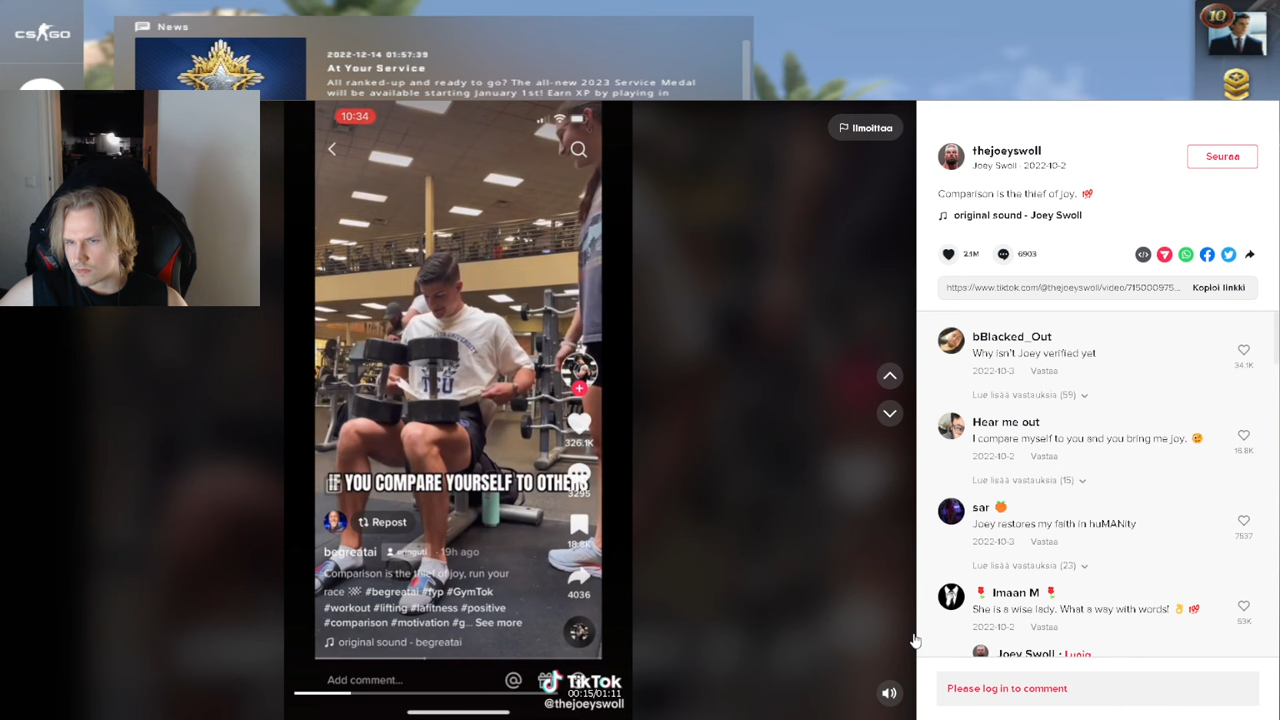 CS:GO
News
2022-12-14 01:57:39
At Your Service
All ranked-up and ready to go? The all-new 2023 Service Medal
will be available starting January 1st! Earn XP by playing in
10
10:34
Ilmoittaa
IF YOU COMPARE YOURSELF TO OTHERS
326.1K
3295
18.8K
4036
Repost
begreatai
19h ago
Comparison is the thief of joy, run your
race #begreatai #fyp #GymTok
#workout #lifting #lafitness #positive
#comparison #motivation #g... See more
original sound - begreatai
Add comment...
TikTok
00:15/01:11
@thejoeyswoll
thejoeyswoll
Joey Swoll · 2022-10-2
Seuraa
Comparison is the thief of joy. 💯
original sound - Joey Swoll
2.1M
6903
https://www.tiktok.com/@thejoeyswoll/video/715000975...
Kopioi linkki
bBlacked_Out
Why isn't Joey verified yet
2022-10-3 Vastaa
34.1K
Lue lisää vastauksia (59)
Hear me out
I compare myself to you and you bring me joy. 🥲
2022-10-2 Vastaa
16.8K
Lue lisää vastauksia (15)
sar 🍊
Joey restores my faith in huMANity
2022-10-3 Vastaa
7537
Lue lisää vastauksia (23)
🌹 Imaan M 🌹
She is a wise lady. What a way with words! 👌 💯
2022-10-2 Vastaa
53K
Joey Swoll · Luoja
Please log in to comment